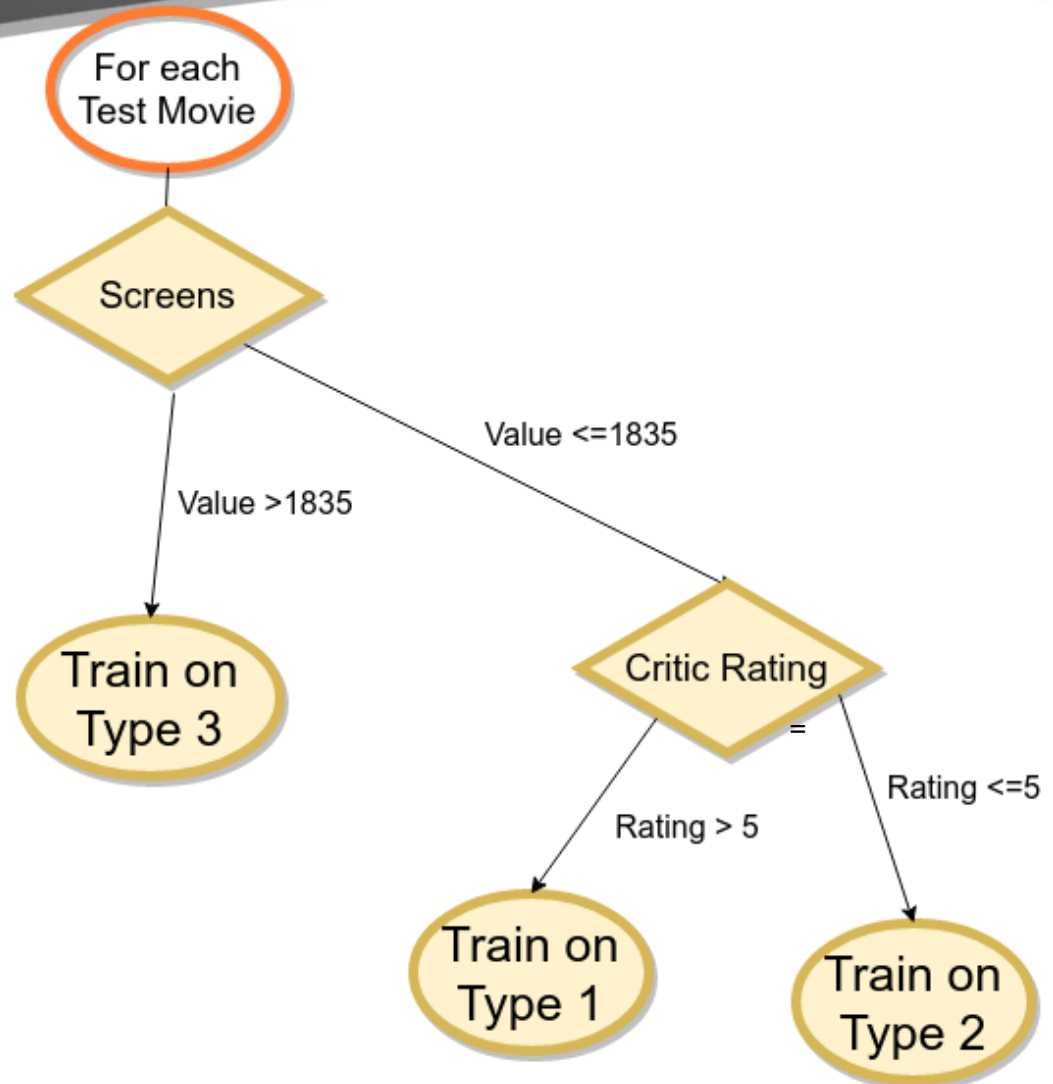 For each
Test Movie
Screens
Value <=1835
Value >1835
Train on
Type 3
Critic Rating
=
Rating <=5
Rating > 5
Train on
Type 1
Train on
Type 2